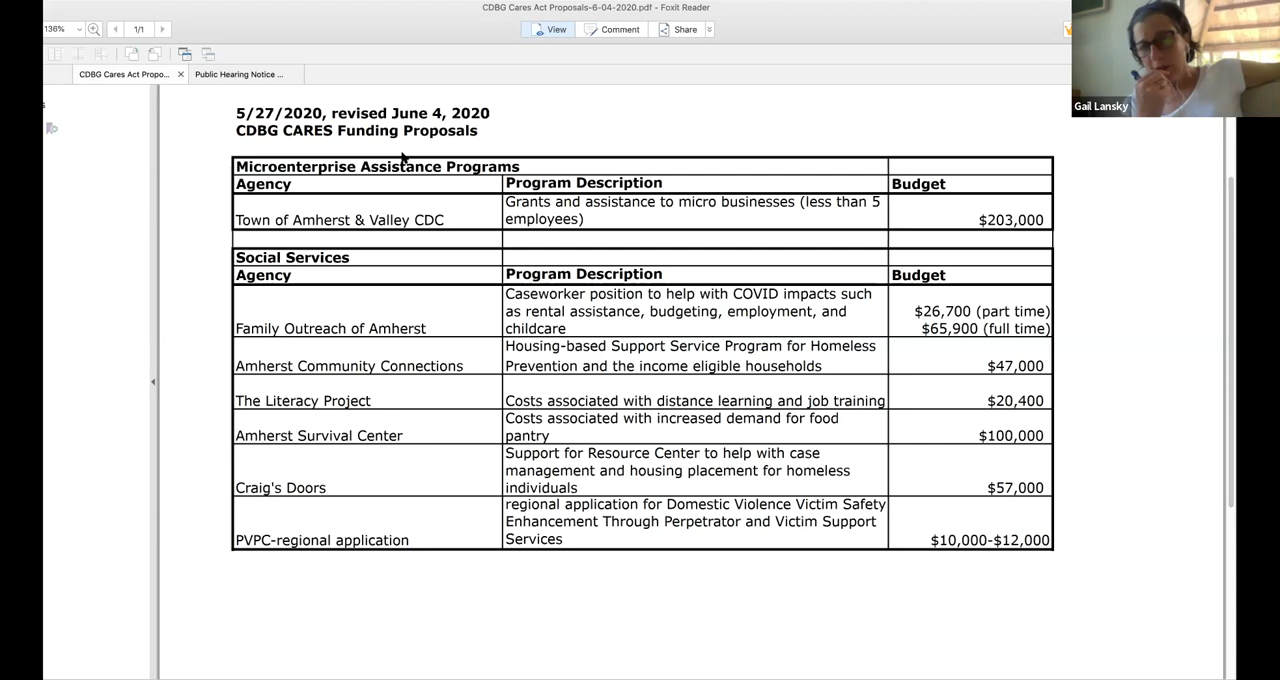 CDBG Cares Act Proposals-6-04-2020.pdf - Foxit Reader
136%
1/1
View
Comment
Share
CDBG Cares Act Propo...
Public Hearing Notice ...
Gail Lansky
5/27/2020, revised June 4, 2020
CDBG CARES Funding Proposals
Microenterprise Assistance Programs
Agency Program Description Budget
Town of Amherst & Valley CDC Grants and assistance to micro businesses (less than 5 employees) $203,000
Social Services
Agency Program Description Budget
Family Outreach of Amherst Caseworker position to help with COVID impacts such as rental assistance, budgeting, employment, and childcare $26,700 (part time) $65,900 (full time)
Amherst Community Connections Housing-based Support Service Program for Homeless Prevention and the income eligible households $47,000
The Literacy Project Costs associated with distance learning and job training $20,400
Amherst Survival Center Costs associated with increased demand for food pantry $100,000
Craig's Doors Support for Resource Center to help with case management and housing placement for homeless individuals $57,000
PVPC-regional application regional application for Domestic Violence Victim Safety Enhancement Through Perpetrator and Victim Support Services $10,000-$12,000